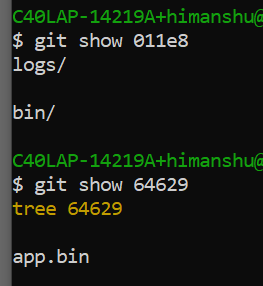 C40LAP-14219A+himanshu@
$ git show 011e8
logs/
bin/
C40LAP-14219A+himanshu@
$ git show 64629
tree 64629
app.bin